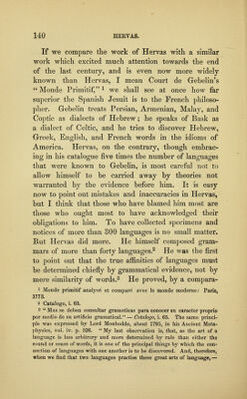 140 HERVAS.
If we compare the work of Hervas with a similar
work which excited much attention towards the end
of the last century, and is even now more widely
known than Hervas, I mean Court de Gebelin's
“Monde Primitif,”¹ we shall see at once how far
superior the Spanish Jesuit is to the French philoso-
pher. Gebelin treats Persian, Armenian, Malay, and
Coptic as dialects of Hebrew; he speaks of Bask as
a dialect of Celtic, and he tries to discover Hebrew,
Greek, English, and French words in the idioms of
America. Hervas, on the contrary, though embrac-
ing in his catalogue five times the number of languages
that were known to Gebelin, is most careful not to
allow himself to be carried away by theories not
warranted by the evidence before him. It is easy
now to point out mistakes and inaccuracies in Hervas,
but I think that those who have blamed him most are
those who ought most to have acknowledged their
obligations to him. To have collected specimens and
notices of more than 300 languages is no small matter.
But Hervas did more. He himself composed gram-
mars of more than forty languages.² He was the first
to point out that the true affinities of languages must
be determined chiefly by grammatical evidence, not by
mere similarity of words.³ He proved, by a compara-
¹ Monde primitif analysé et comparé avec le monde moderne: Paris,
1773.
² Catalogo, i. 63.
³ “Mas se deben consultar gramaticas para conocer su caracter proprio
por medio de su artificio gramatical.” — Catalogo, i. 65. The same princi-
ple was expressed by Lord Monboddo, about 1795, in his Ancient Meta-
physics, vol. iv. p. 326. “My last observation is, that, as the art of a
language is less arbitrary and more determined by rule than either the
sound or sense of words, it is one of the principal things by which the con-
nection of languages with one another is to be discovered. And, therefore,
when we find that two languages practise these great arts of language,—